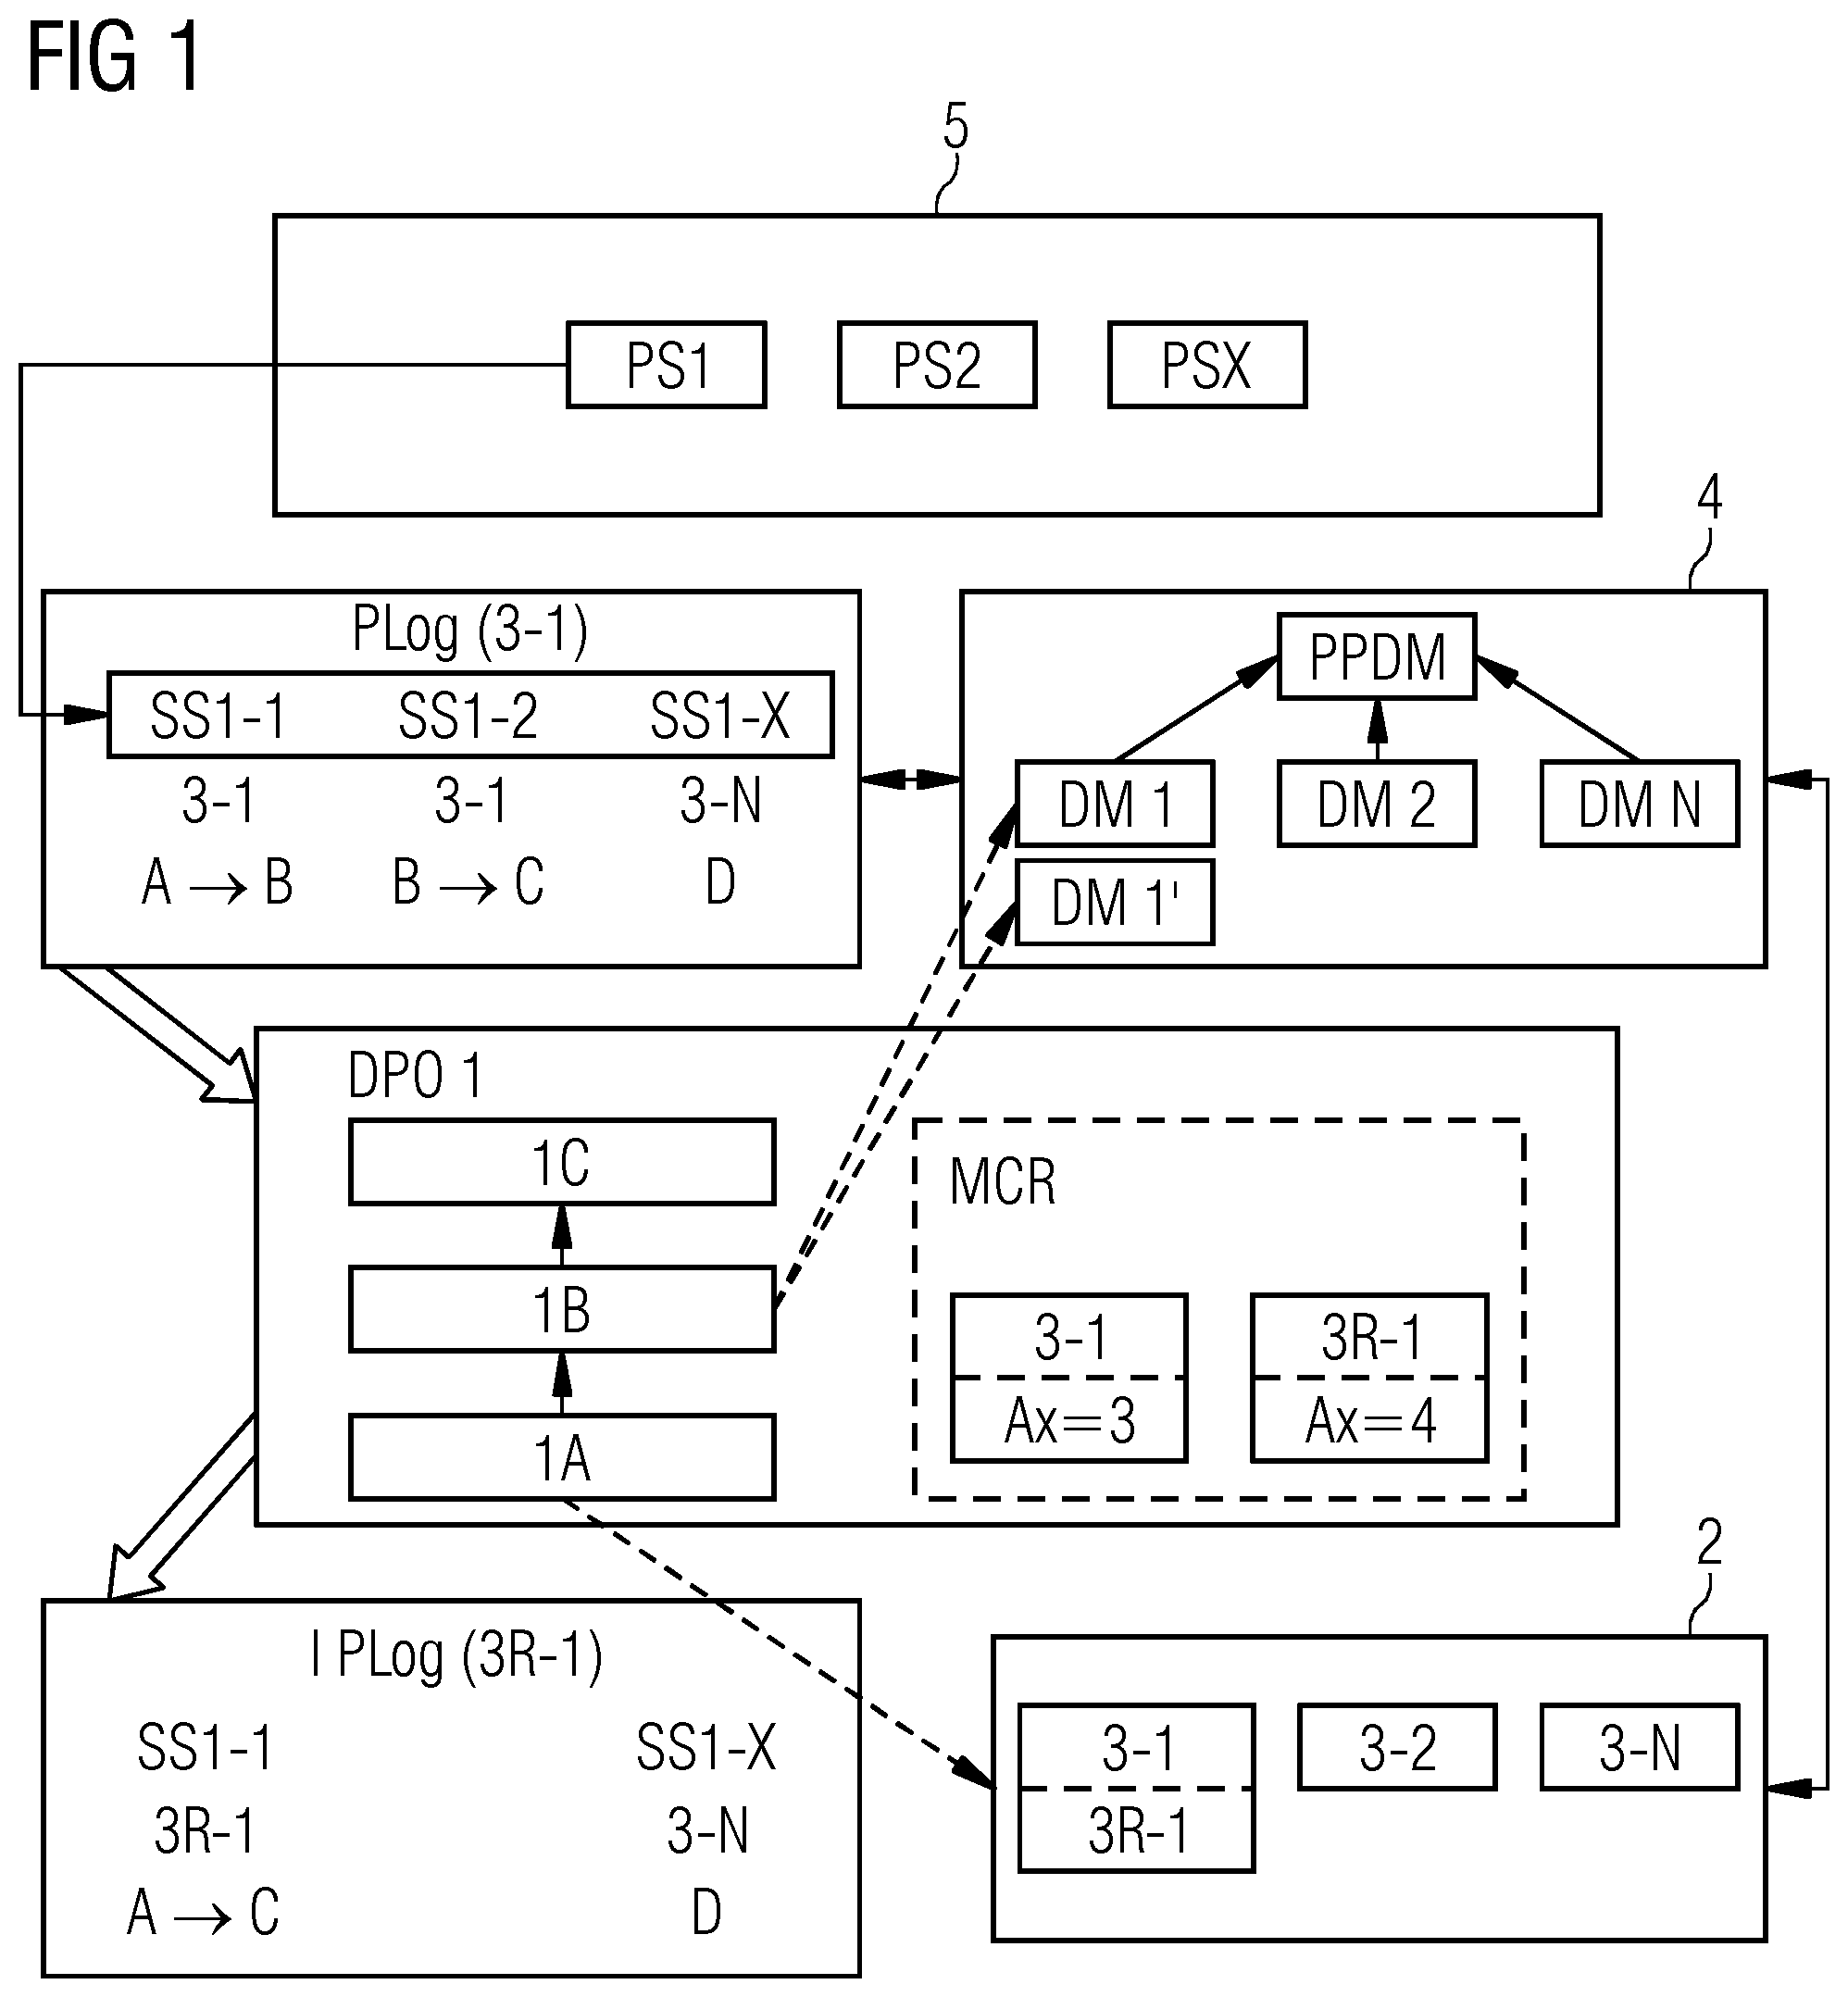 FIG 1
5
PS1 PS2 PSX
4
PLog (3-1)
SS1-1 SS1-2 SS1-X
3-1 3-1 3-N
A → B B → C D
PPDM
DM 1 DM 2 DM N
DM 1'
DPO 1
1C
1B
1A
MCR
3-1 3R-1
Ax=3 Ax=4
I PLog (3R-1)
SS1-1 SS1-X
3R-1 3-N
A → C D
2
3-1 3-2 3-N
3R-1